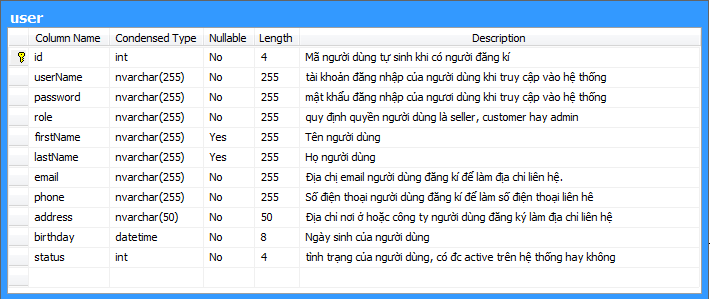 user
Column Name Condensed Type Nullable Length Description
id int No 4 Mã người dùng tự sinh khi có người đăng kí
userName nvarchar(255) No 255 tài khoản đăng nhập của người dùng khi truy cập vào hệ thống
password nvarchar(255) No 255 mật khẩu đăng nhập của ngươi dùng khi truy cập vào hệ thống
role nvarchar(255) No 255 quy định quyền người dùng là seller, customer hay admin
firstName nvarchar(255) Yes 255 Tên người dùng
lastName nvarchar(255) Yes 255 Họ người dùng
email nvarchar(255) No 255 Địa chị email người dùng đăng kí để làm địa chỉ liên hệ.
phone nvarchar(255) No 255 Số điện thoại người dùng đăng kí để làm số điện thoại liên hê
address nvarchar(50) No 50 Địa chỉ nơi ở hoặc công ty người dùng đăng ký làm địa chỉ liên hệ
birthday datetime No 8 Ngày sinh của người dùng
status int No 4 tình trạng của người dùng, có đc active trên hệ thống hay không